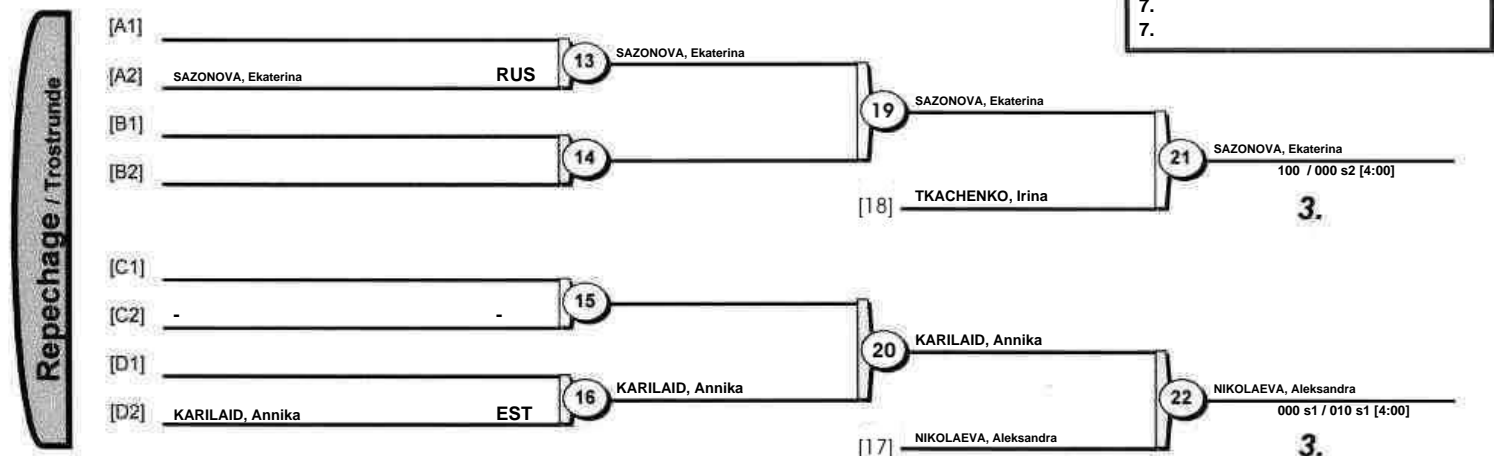 7.
7.
Repechage / Trostrunde
[A1]
[A2] SAZONOVA, Ekaterina RUS
13
SAZONOVA, Ekaterina
[B1]
[B2]
14
19
SAZONOVA, Ekaterina
[18] TKACHENKO, Irina
21
SAZONOVA, Ekaterina
100 / 000 s2 [4:00]
3.
[C1]
[C2] - -
15
[D1]
[D2] KARILAID, Annika EST
16
KARILAID, Annika
20
KARILAID, Annika
[17] NIKOLAEVA, Aleksandra
22
NIKOLAEVA, Aleksandra
000 s1 / 010 s1 [4:00]
3.